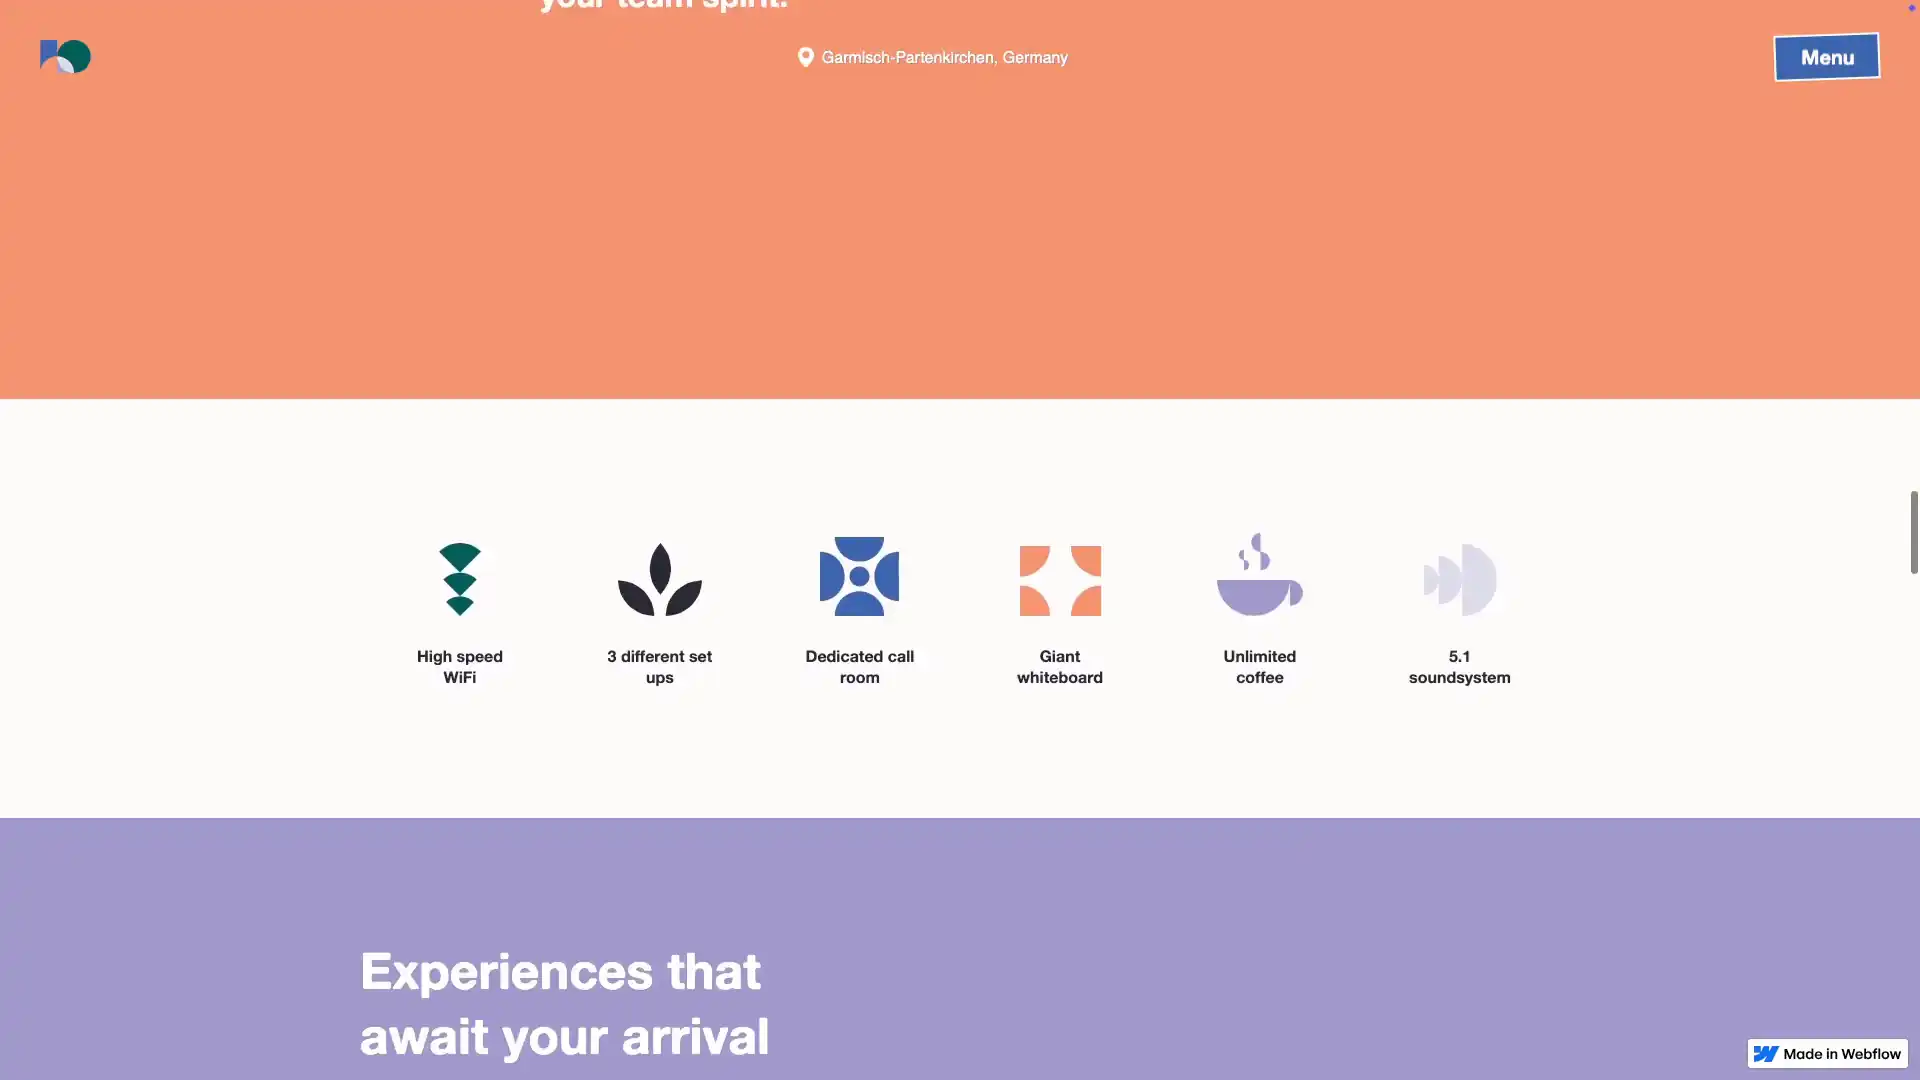 your team spirit.
Garmisch-Partenkirchen, Germany
Menu
High speed
WiFi
3 different set
ups
Dedicated call
room
Giant
whiteboard
Unlimited
coffee
5.1
soundsystem
Experiences that
await your arrival
Made in Webflow